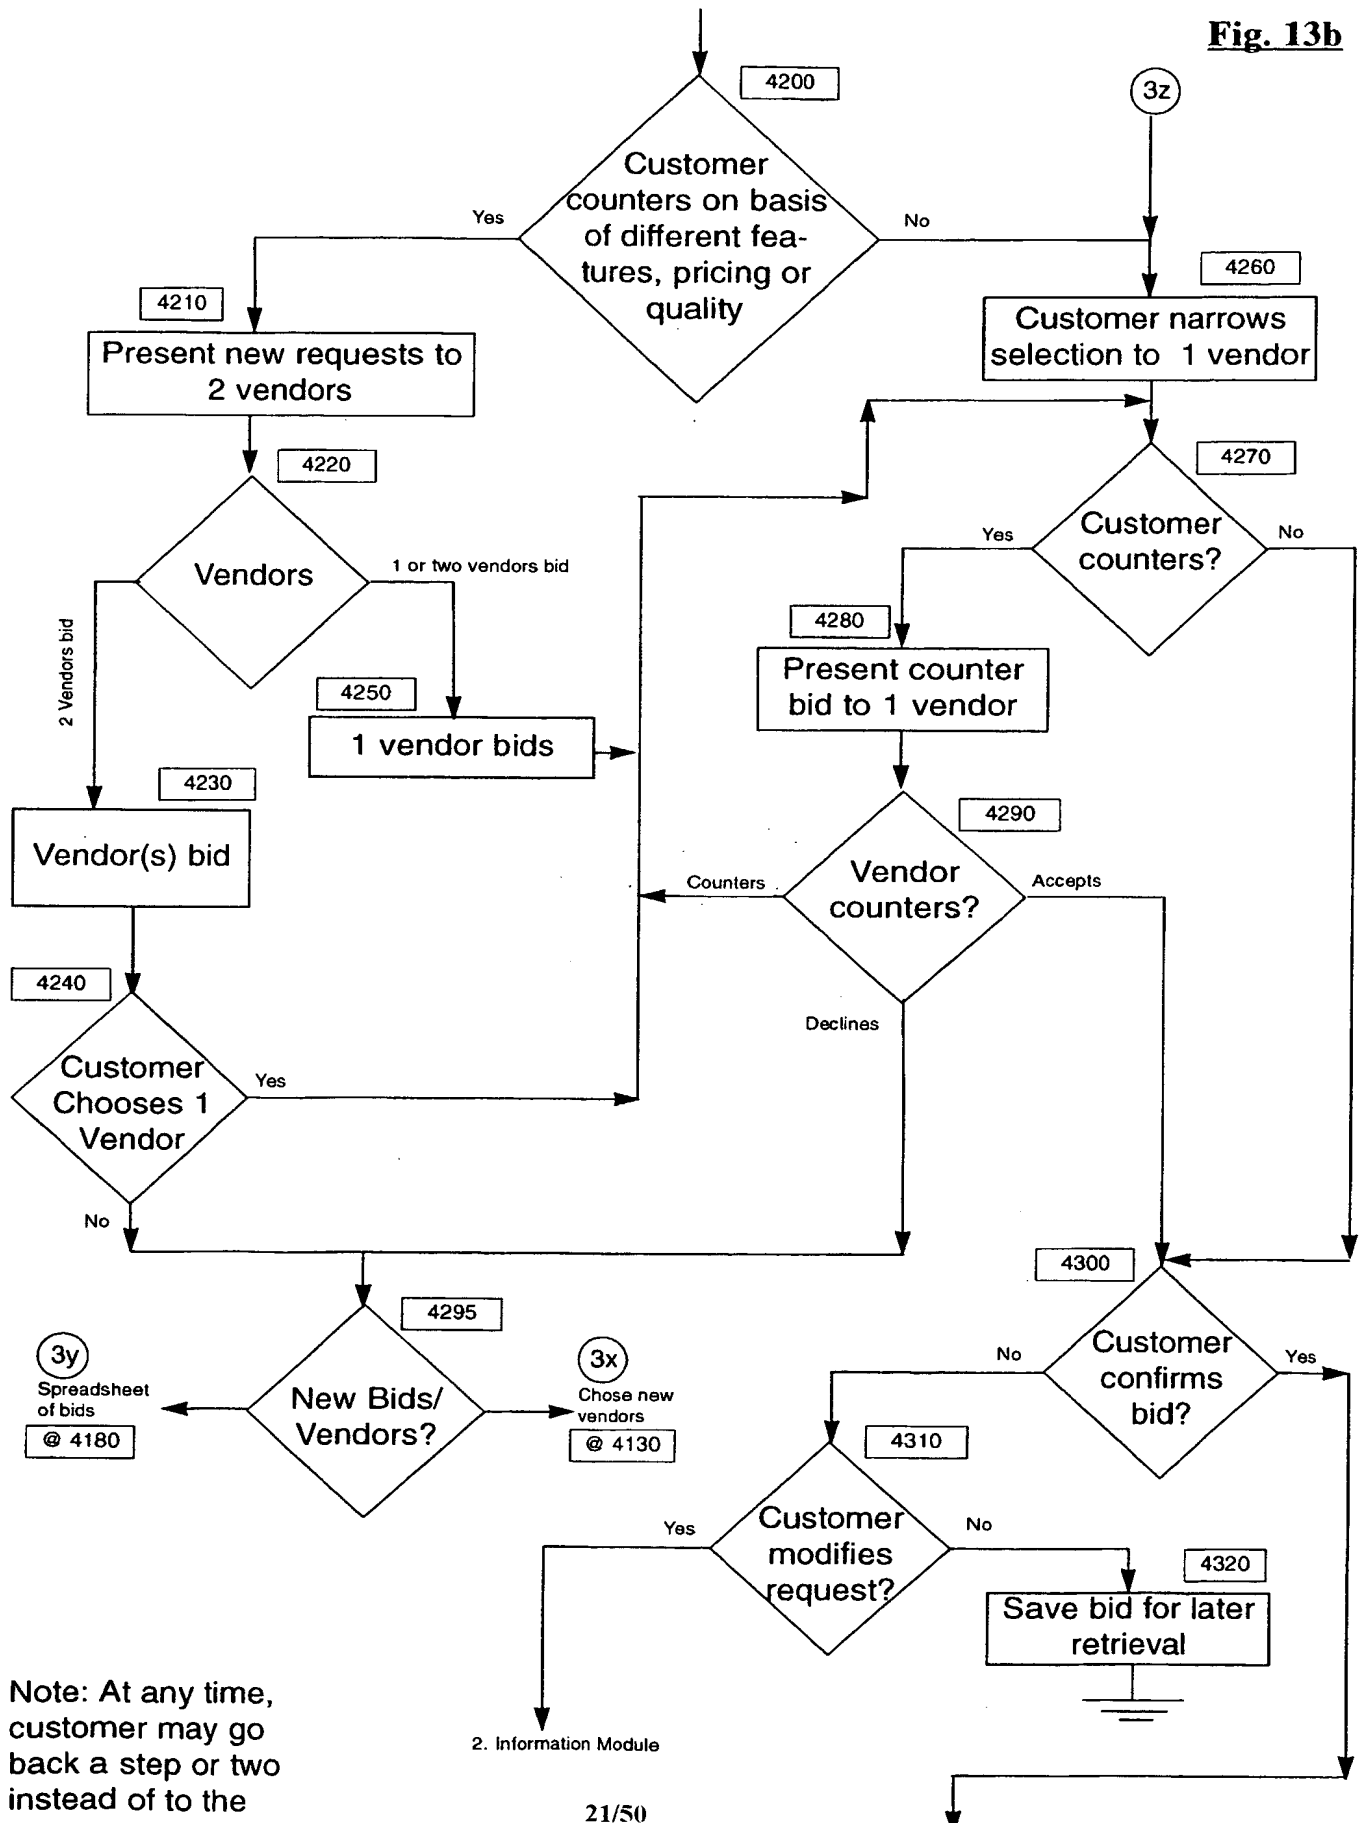 Fig. 13b
4200
3z
Customer
counters on basis
of different fea-
tures, pricing or
quality
Yes
No
4210
4260
Present new requests to
2 vendors
Customer narrows
selection to 1 vendor
4220
4270
Vendors
1 or two vendors bid
2 Vendors bid
Customer
counters?
Yes
No
4250
1 vendor bids
4280
Present counter
bid to 1 vendor
4230
Vendor(s) bid
4290
Vendor
counters?
Counters
Accepts
Declines
4240
Customer
Chooses 1
Vendor
Yes
No
4295
New Bids/
Vendors?
3y
Spreadsheet
of bids
@ 4180
3x
Chose new
vendors
@ 4130
4300
Customer
confirms
bid?
No
Yes
4310
Customer
modifies
request?
Yes
No
4320
Save bid for later
retrieval
2. Information Module
Note: At any time,
customer may go
back a step or two
instead of to the
21/50